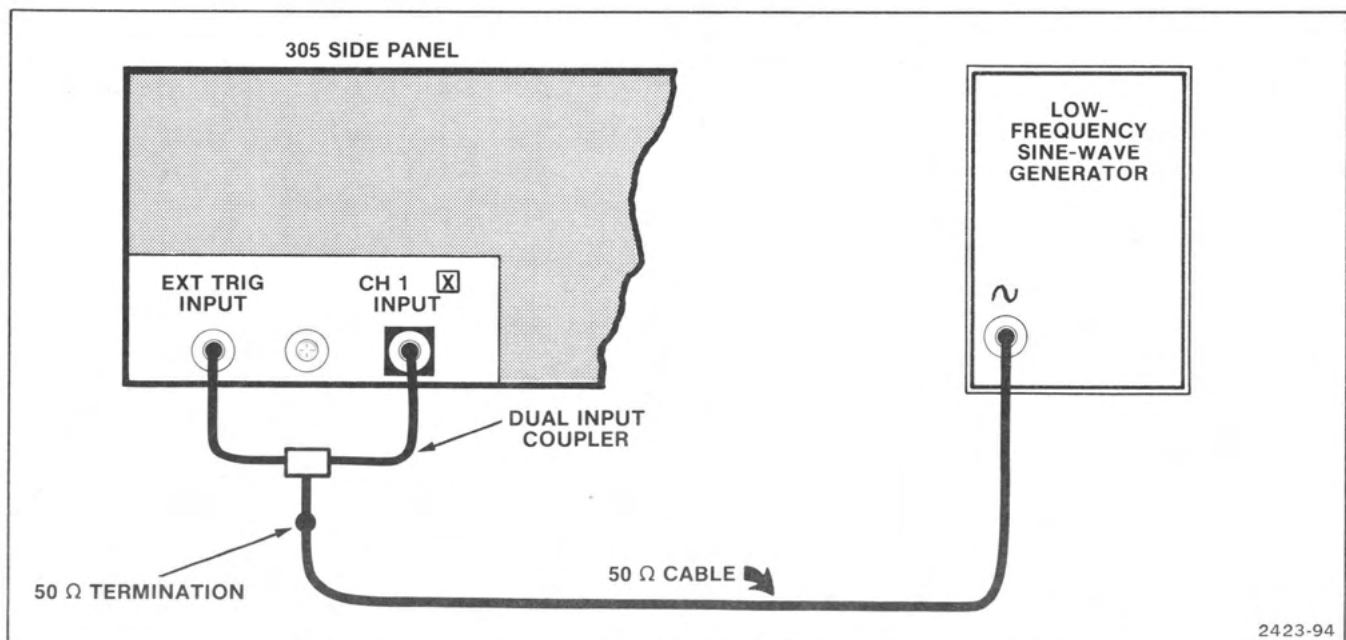 305 SIDE PANEL
LOW-
FREQUENCY
SINE-WAVE
GENERATOR
EXT TRIG
INPUT
CH 1 X
INPUT
∿
DUAL INPUT
COUPLER
50 Ω TERMINATION
50 Ω CABLE
2423-94